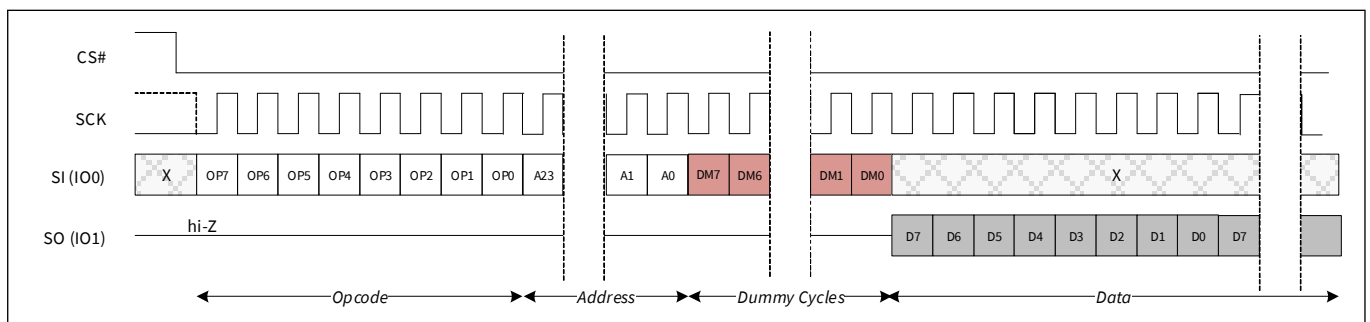 CS#
SCK
SI (IO0) X OP7 OP6 OP5 OP4 OP3 OP2 OP1 OP0 A23 A1 A0 DM7 DM6 DM1 DM0 X
hi-Z
SO (IO1) D7 D6 D5 D4 D3 D2 D1 D0 D7
Opcode Address Dummy Cycles Data